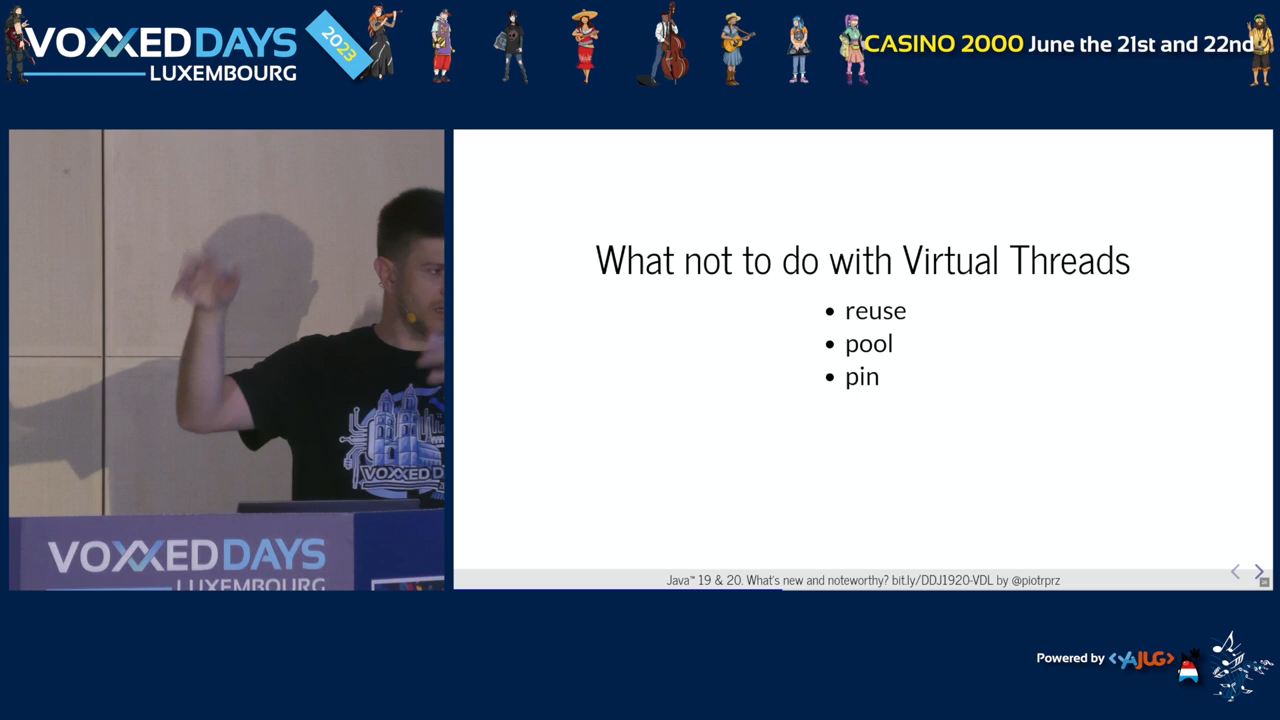 VOXXED DAYS
LUXEMBOURG
2023
CASINO 2000 June the 21st and 22nd
What not to do with Virtual Threads
reuse
pool
pin
VOXXED D
VOXXED DAYS
LUXEMBOURG
Java™ 19 & 20. What's new and noteworthy? bit.ly/DDJ1920-VDL by @piotrprz
Powered by <YAJUG>